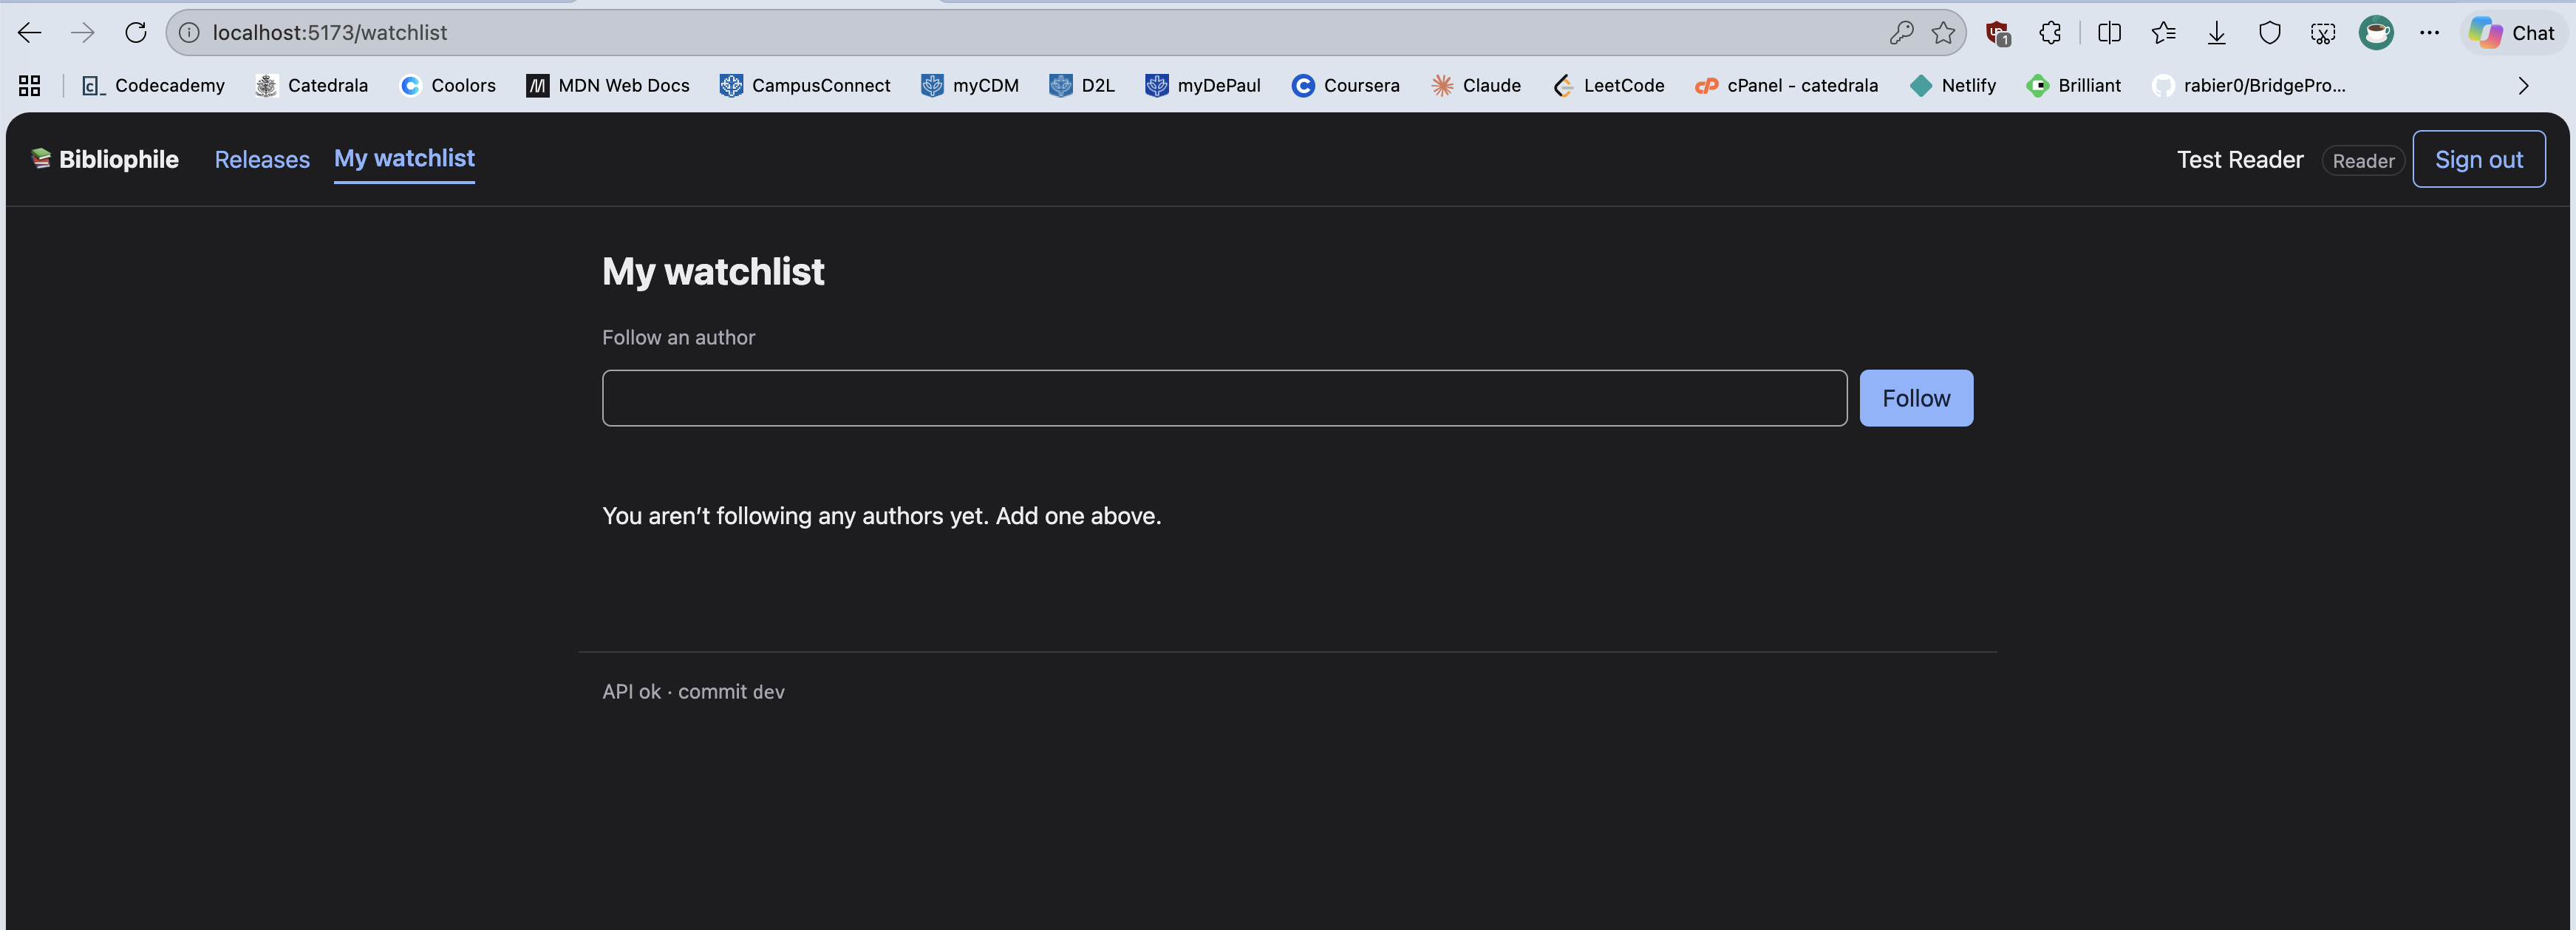 localhost:5173/watchlist
1
Chat
Codecademy Catedrala Coolors MDN Web Docs CampusConnect myCDM D2L myDePaul Coursera Claude LeetCode cPanel - catedrala Netlify Brilliant rabier0/BridgePro...
Bibliophile Releases My watchlist Test Reader Reader Sign out
My watchlist
Follow an author
Follow
You aren’t following any authors yet. Add one above.
API ok · commit dev